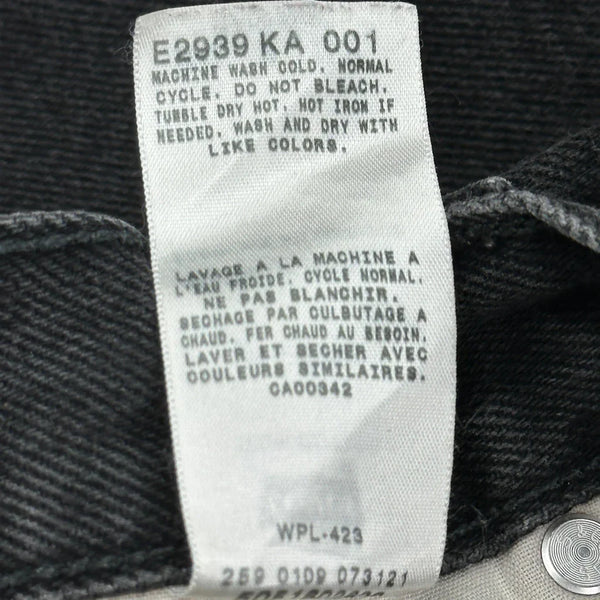 E2939 KA 001
MACHINE WASH COLD, NORMAL
CYCLE. DO NOT BLEACH.
TUMBLE DRY HOT, HOT IRON IF
NEEDED, WASH AND DRY WITH
LIKE COLORS.
LAVAGE A LA MACHINE A
L'EAU FROIDE, CYCLE NORMAL.
NE PAS BLANCHIR.
SECHAGE PAR CULBUTAGE A
CHAUD. FER CHAUD AU BESOIN.
LAVER ET SECHER AVEC
COULEURS SIMILAIRES.
CA00342
WPL-423
259 0109 073121